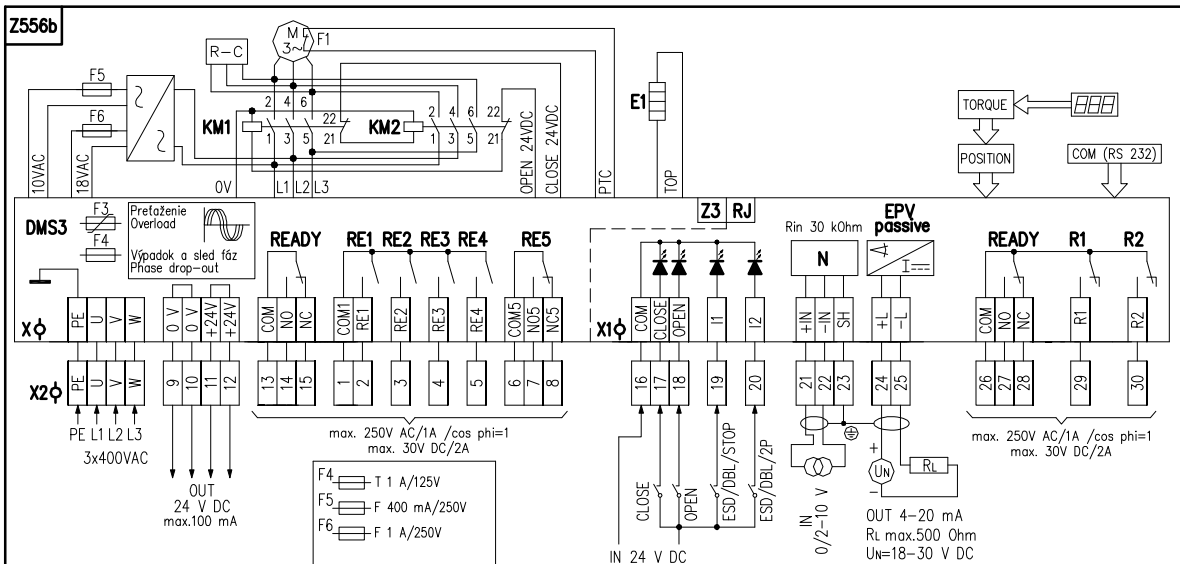 Z556b
M
3~
F1
R-C
F5
F6
2 4 6
22
KM1
1 3 5
21
KM2
2 4 6
22
1 3 5
21
E1
TORQUE
POSITION
COM (RS 232)
10VAC
18VAC
0V
L1 L2 L3
OPEN 24VDC
CLOSE 24VDC
PTC
TOP
DMS3
F3
F4
Preťaženie
Overload
Výpadok a sled fáz
Phase drop-out
READY
RE1 RE2 RE3 RE4
RE5
Z3 RJ
Rin 30 kOhm
N
EPV
passive
READY
R1
R2
X
PE U V W
0 V 0 V +24V +24V
COM NO NC
COM1 RE1 RE2 RE3 RE4
COM5 NO5 NC5
X1
COM CLOSE OPEN I1 I2
+IN -IN SH
+L -L
COM NO NC
R1
R2
X2
PE U V W
9 10 11 12
13 14 15
1 2 3 4 5
6 7 8
16 17 18 19 20
21 22 23
24 25
26 27 28
29
30
PE L1 L2 L3
3x400VAC
OUT
24 V DC
max.100 mA
max. 250V AC/1A /cos phi=1
max. 30V DC/2A
F4 T 1 A/125V
F5 F 400 mA/250V
F6 F 1 A/250V
CLOSE
OPEN
ESD/DBL/STOP
ESD/DBL/2P
IN 24 V DC
IN
0/2-10 V
+
UN
-
RL
OUT 4-20 mA
RL max.500 Ohm
UN=18-30 V DC
max. 250V AC/1A /cos phi=1
max. 30V DC/2A